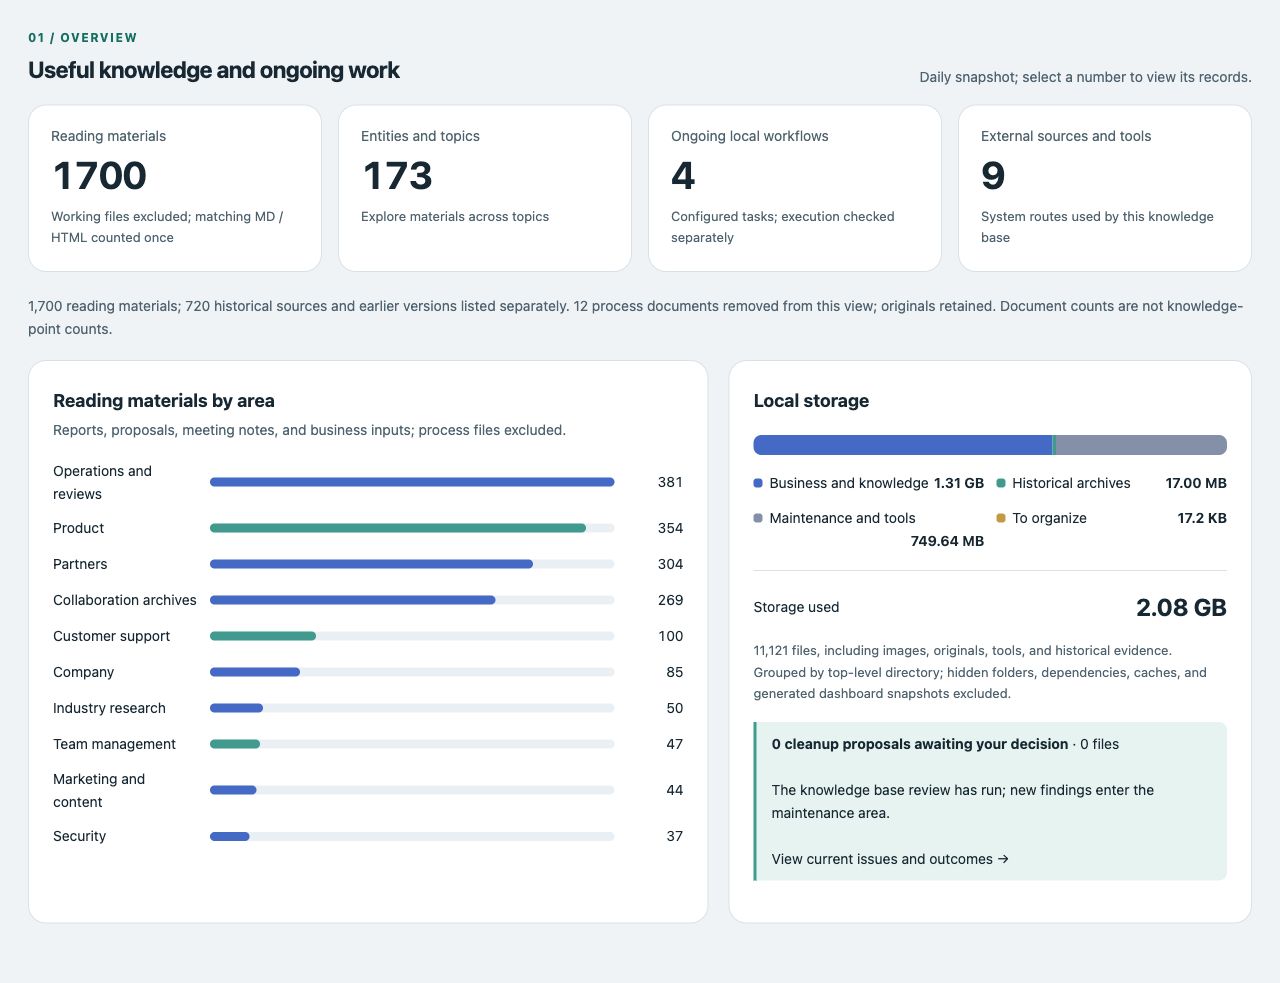 01 / OVERVIEW
Useful knowledge and ongoing work
Daily snapshot; select a number to view its records.
Reading materials
1700
Working files excluded; matching MD /
HTML counted once
Entities and topics
173
Explore materials across topics
Ongoing local workflows
4
Configured tasks; execution checked
separately
External sources and tools
9
System routes used by this knowledge
base
1,700 reading materials; 720 historical sources and earlier versions listed separately. 12 process documents removed from this view; originals retained. Document counts are not knowledge-
point counts.
Reading materials by area
Reports, proposals, meeting notes, and business inputs; process files excluded.
Operations and
reviews
381
Product 354
Partners 304
Collaboration archives 269
Customer support 100
Company 85
Industry research 50
Team management 47
Marketing and
content
44
Security 37
Local storage
Business and knowledge 1.31 GB
Historical archives 17.00 MB
Maintenance and tools
749.64 MB
To organize 17.2 KB
Storage used 2.08 GB
11,121 files, including images, originals, tools, and historical evidence.
Grouped by top-level directory; hidden folders, dependencies, caches, and
generated dashboard snapshots excluded.
0 cleanup proposals awaiting your decision · 0 files
The knowledge base review has run; new findings enter the
maintenance area.
View current issues and outcomes →